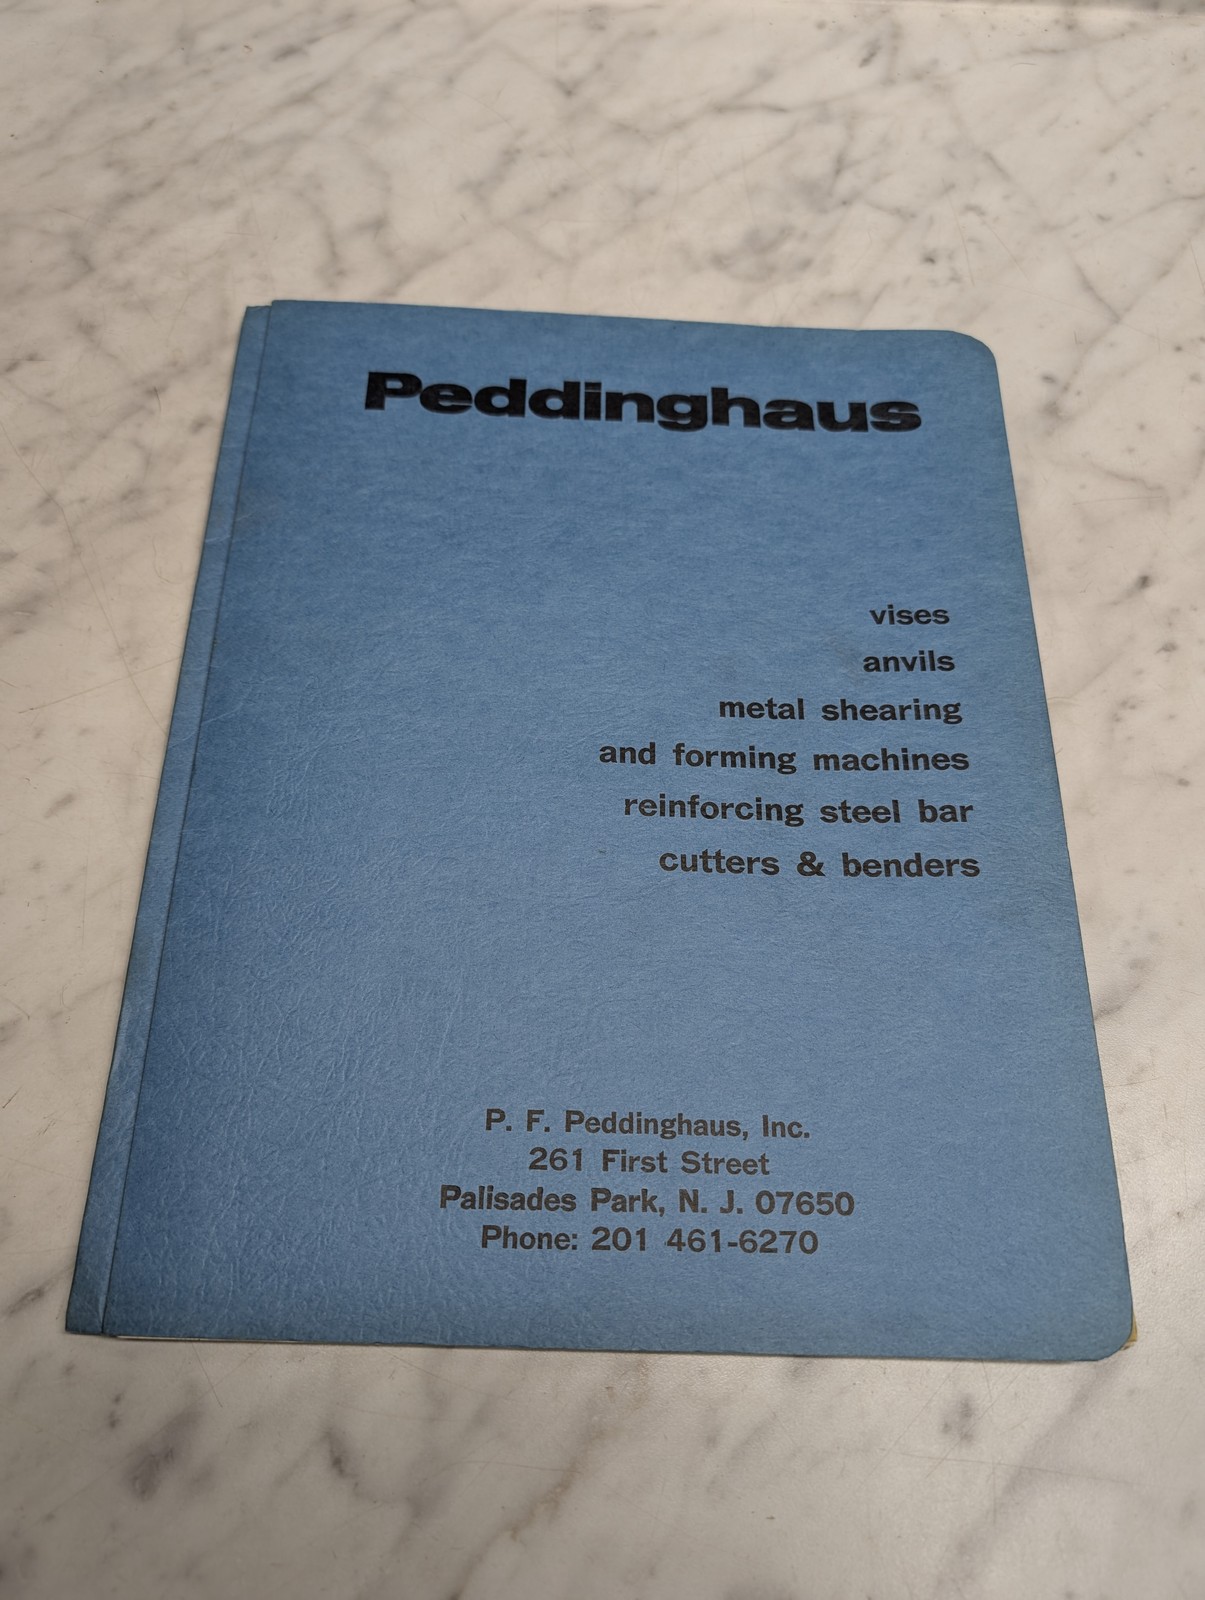 Peddinghaus
vises
anvils
metal shearing
and forming machines
reinforcing steel bar
cutters & benders
P. F. Peddinghaus, Inc.
261 First Street
Palisades Park, N. J. 07650
Phone: 201 461-6270